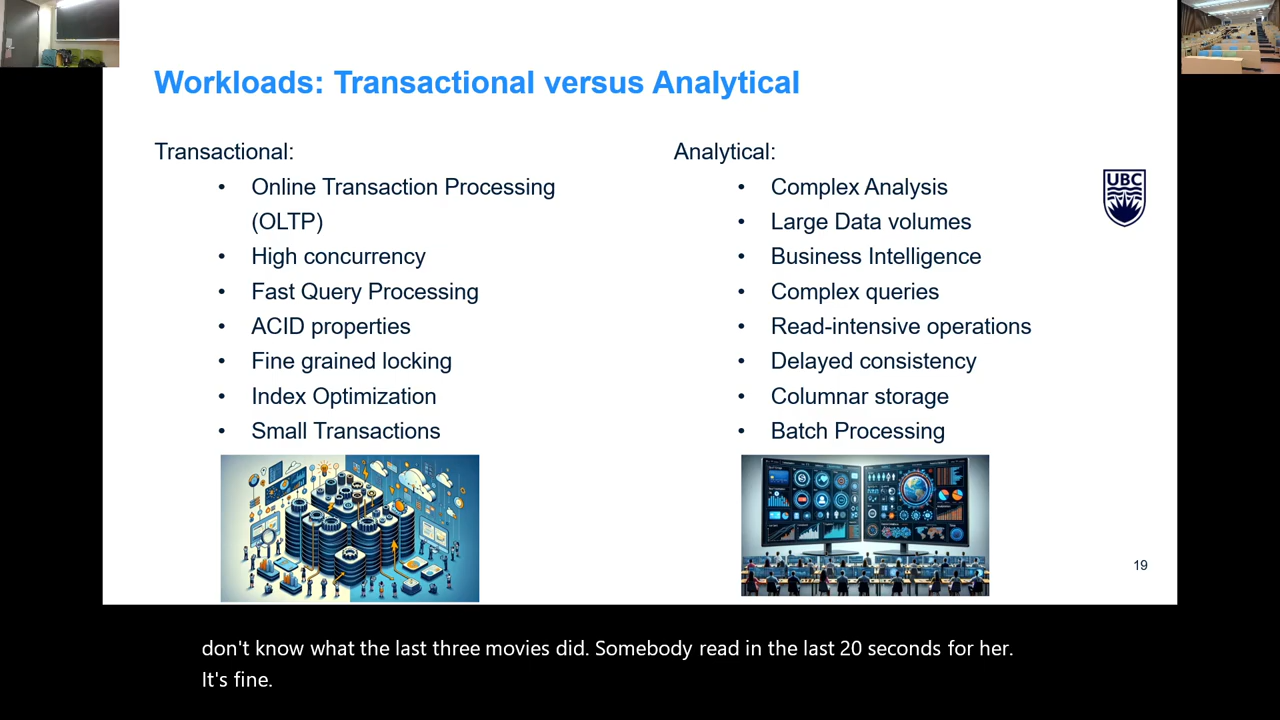 Workloads: Transactional versus Analytical
Transactional:
• Online Transaction Processing
(OLTP)
• High concurrency
• Fast Query Processing
• ACID properties
• Fine grained locking
• Index Optimization
• Small Transactions
Analytical:
• Complex Analysis
• Large Data volumes
• Business Intelligence
• Complex queries
• Read-intensive operations
• Delayed consistency
• Columnar storage
• Batch Processing
UBC
19
don't know what the last three movies did. Somebody read in the last 20 seconds for her.
It's fine.